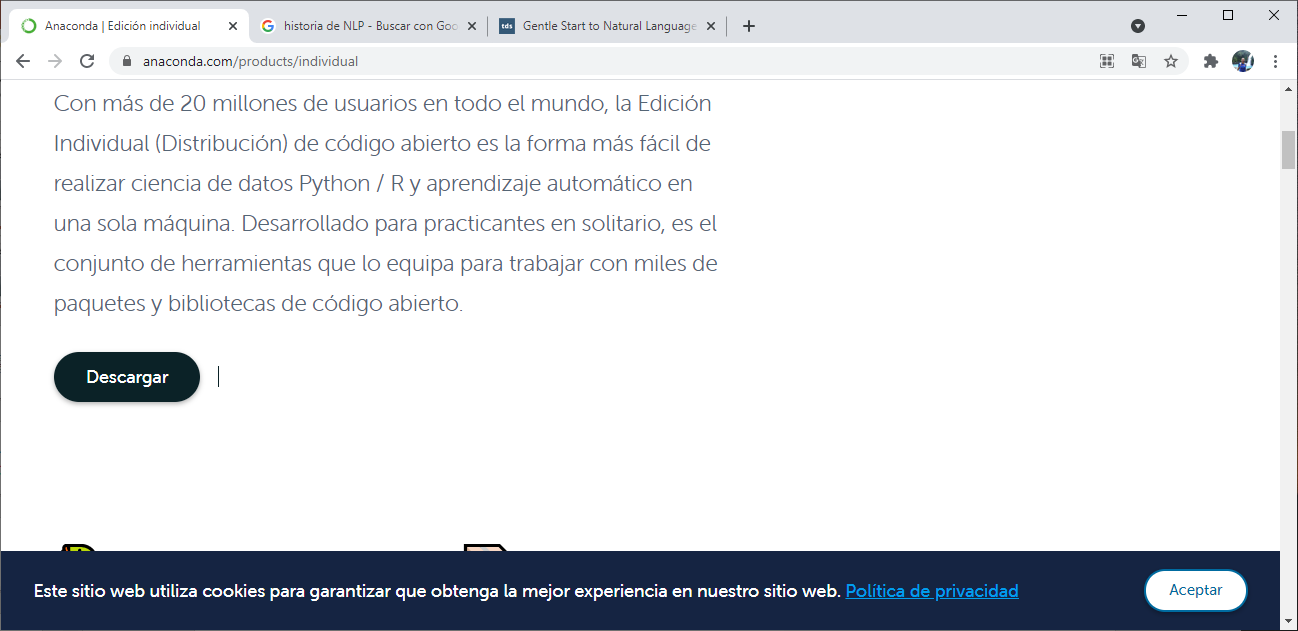 Anaconda | Edición individual
historia de NLP - Buscar con Goo
tds
Gentle Start to Natural Language
anaconda.com/products/individual
Con más de 20 millones de usuarios en todo el mundo, la Edición
Individual (Distribución) de código abierto es la forma más fácil de
realizar ciencia de datos Python / R y aprendizaje automático en
una sola máquina. Desarrollado para practicantes en solitario, es el
conjunto de herramientas que lo equipa para trabajar con miles de
paquetes y bibliotecas de código abierto.
Descargar
Este sitio web utiliza cookies para garantizar que obtenga la mejor experiencia en nuestro sitio web. Política de privacidad
Aceptar